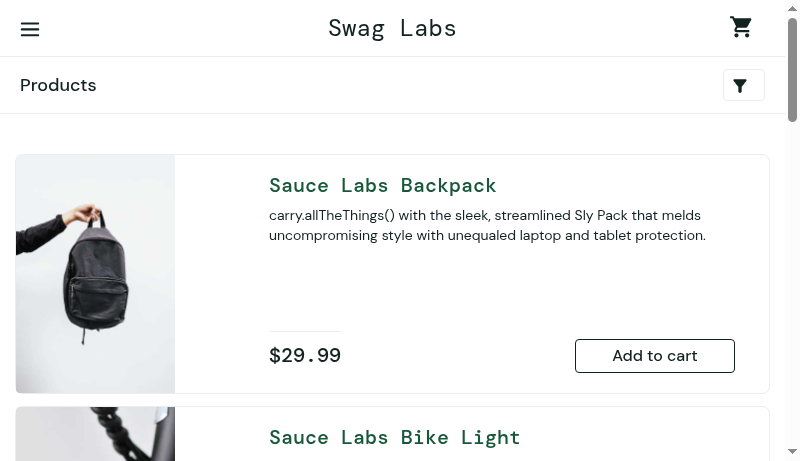 Swag Labs
Products
Sauce Labs Backpack
carry.allTheThings() with the sleek, streamlined Sly Pack that melds
uncompromising style with unequaled laptop and tablet protection.
$29.99
Add to cart
Sauce Labs Bike Light